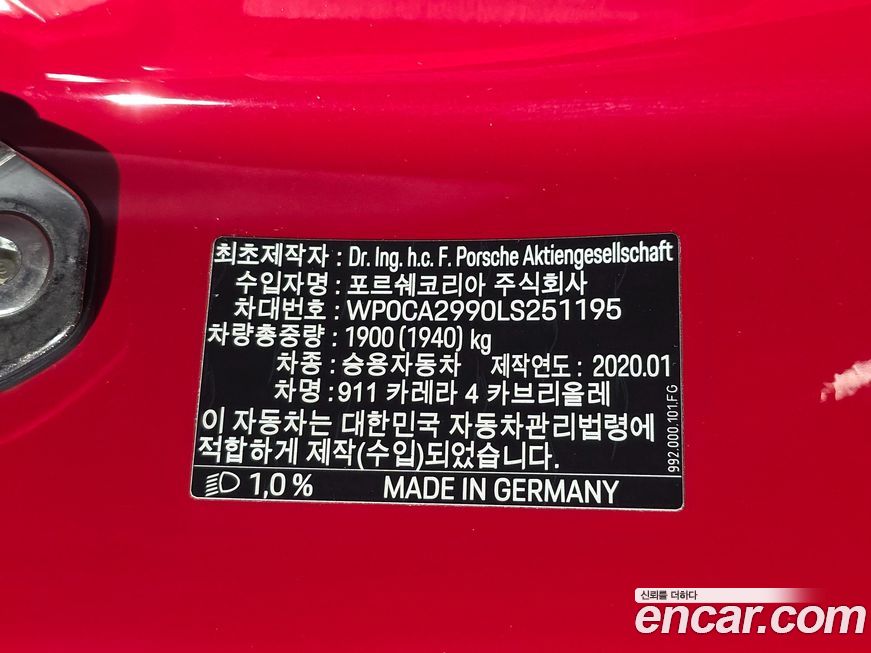 최초제작자 : Dr. Ing. h.c. F. Porsche Aktiengesellschaft
수입자명 : 포르쉐코리아 주식회사
차대번호 : WP0CA2990LS251195
차량총중량 : 1900 (1940) kg
차종 : 승용자동차 제작연도 : 2020.01
차명 : 911 카레라 4 카브리올레
이 자동차는 대한민국 자동차관리법령에
적합하게 제작(수입)되었습니다.
992.000.101.FG
1,0 % MADE IN GERMANY
신뢰를 더하다
encar.com